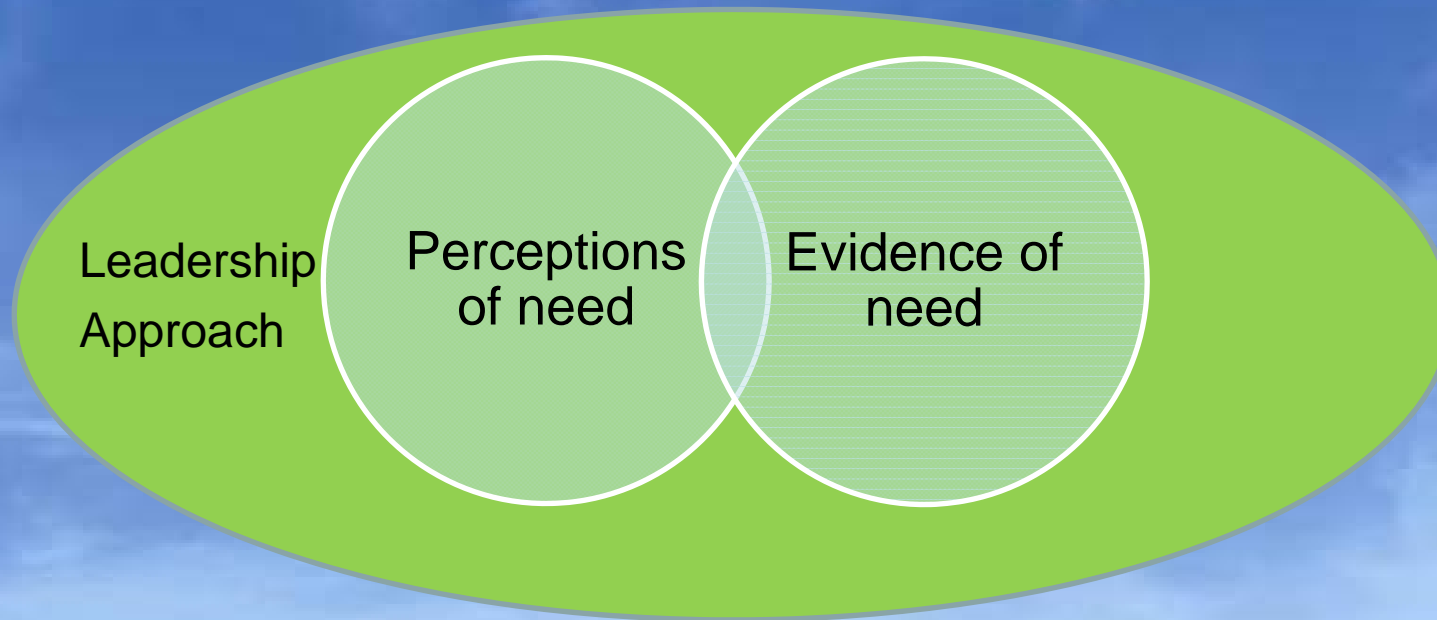 Leadership
Approach
Perceptions
of need
Evidence of
need